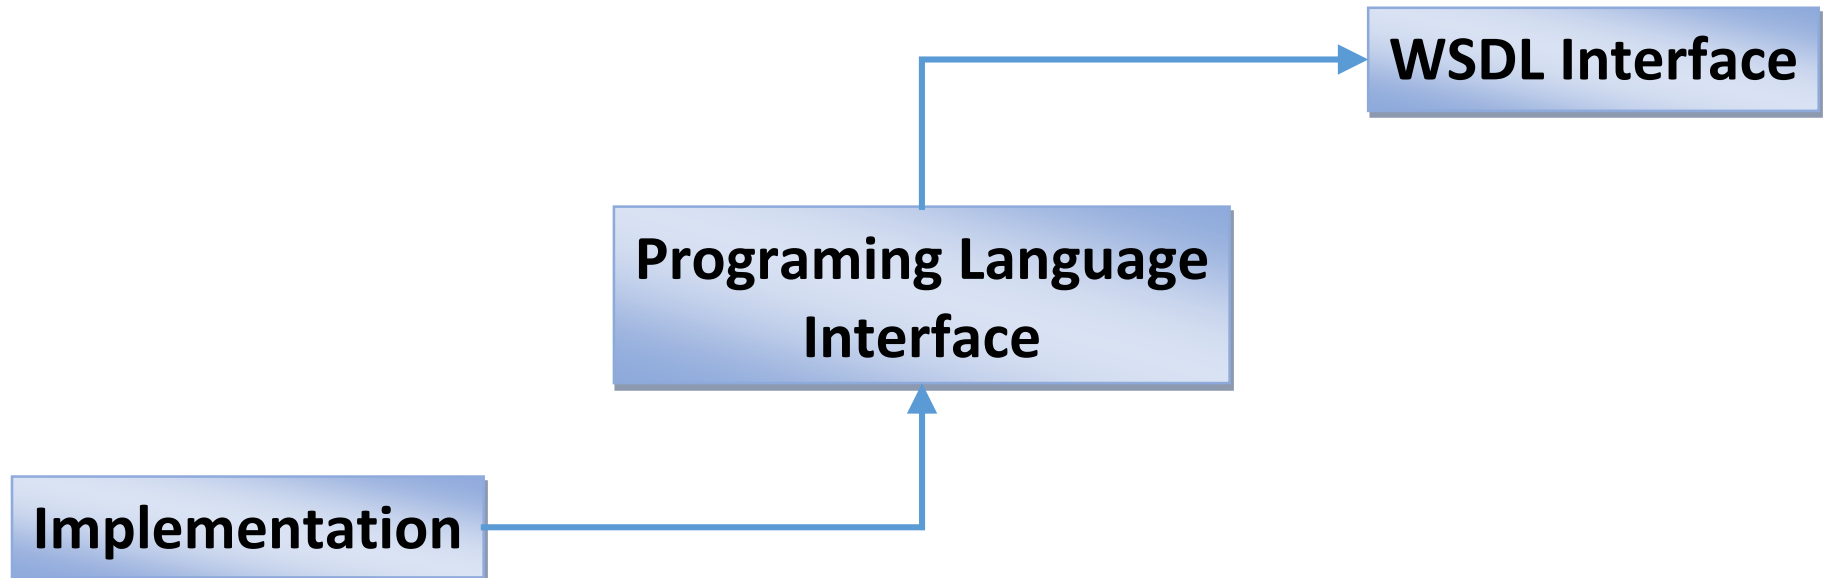 WSDL Interface
Programing Language
Interface
Implementation